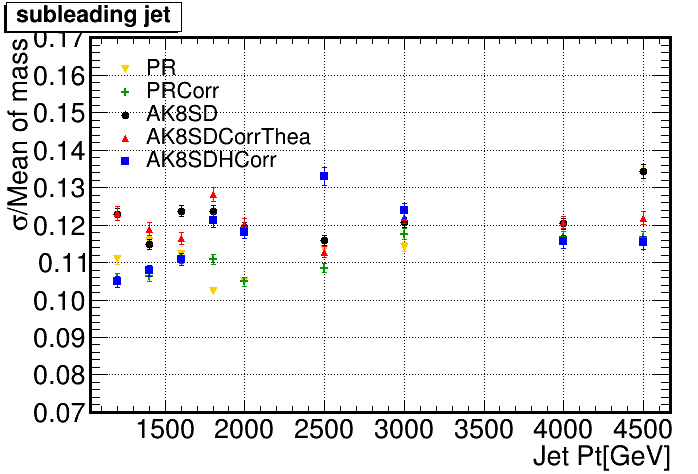 subleading jet
σ/Mean of mass
0.17
0.16
0.15
0.14
0.13
0.12
0.11
0.10
0.09
0.08
0.07
PR
PRCorr
AK8SD
AK8SDCorrThea
AK8SDHCorr
1500 2000 2500 3000 3500 4000 4500
Jet Pt[GeV]